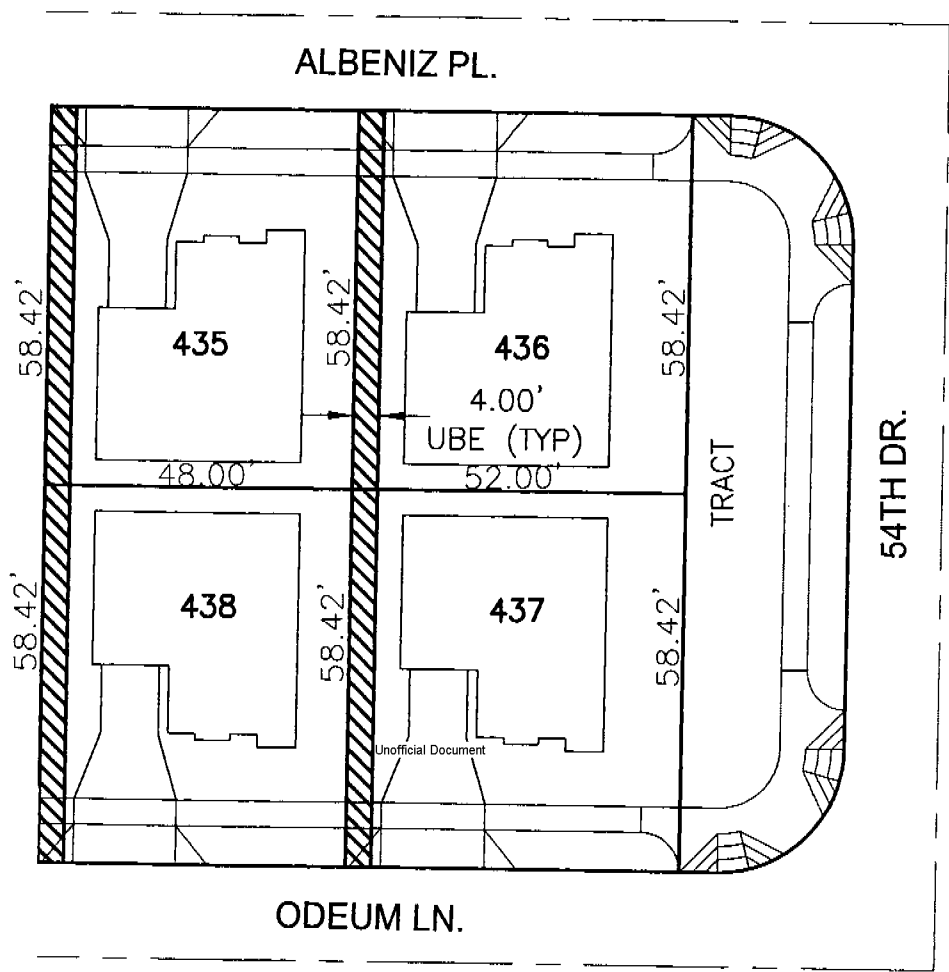 ALBENIZ PL.
58.42'
435
58.42'
436
58.42'
4.00'
UBE (TYP)
48.00'
52.00'
TRACT
54TH DR.
58.42'
438
58.42'
437
58.42'
Unofficial Document
ODEUM LN.